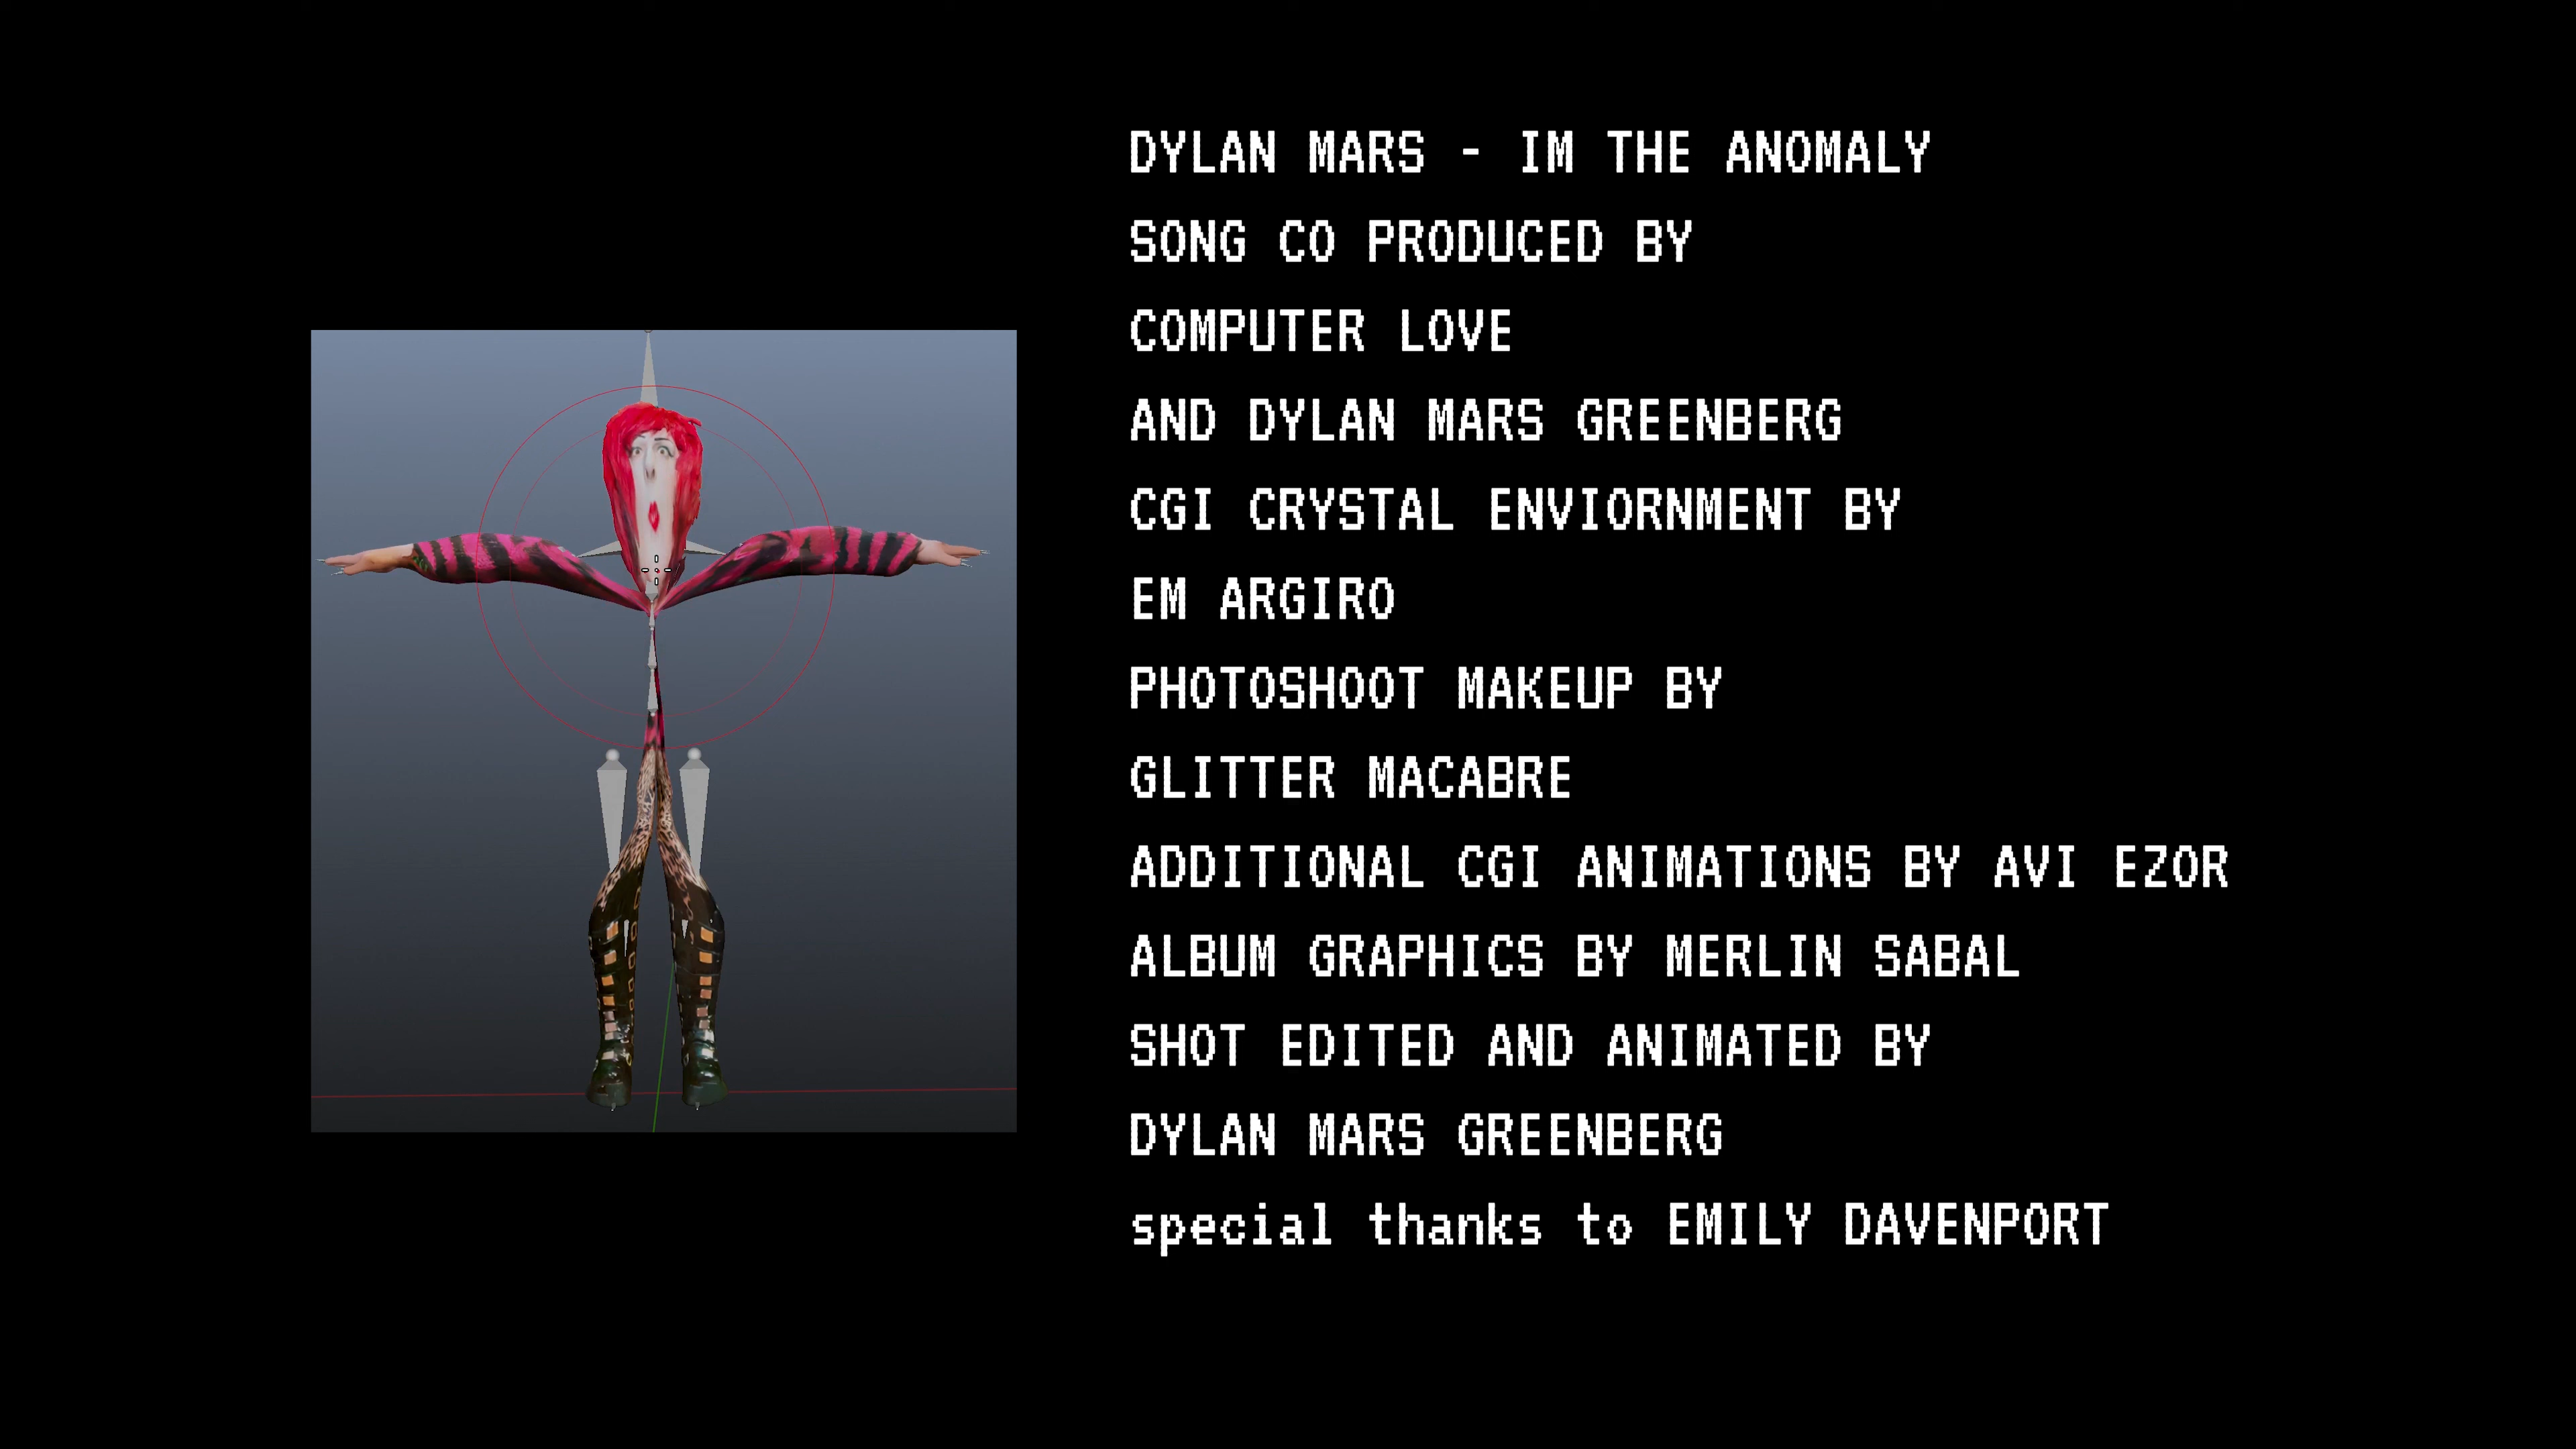 DYLAN MARS - IM THE ANOMALY
SONG CO PRODUCED BY
COMPUTER LOVE
AND DYLAN MARS GREENBERG
CGI CRYSTAL ENVIORNMENT BY
EM ARGIRO
PHOTOSHOOT MAKEUP BY
GLITTER MACABRE
ADDITIONAL CGI ANIMATIONS BY AVI EZOR
ALBUM GRAPHICS BY MERLIN SABAL
SHOT EDITED AND ANIMATED BY
DYLAN MARS GREENBERG
special thanks to EMILY DAVENPORT